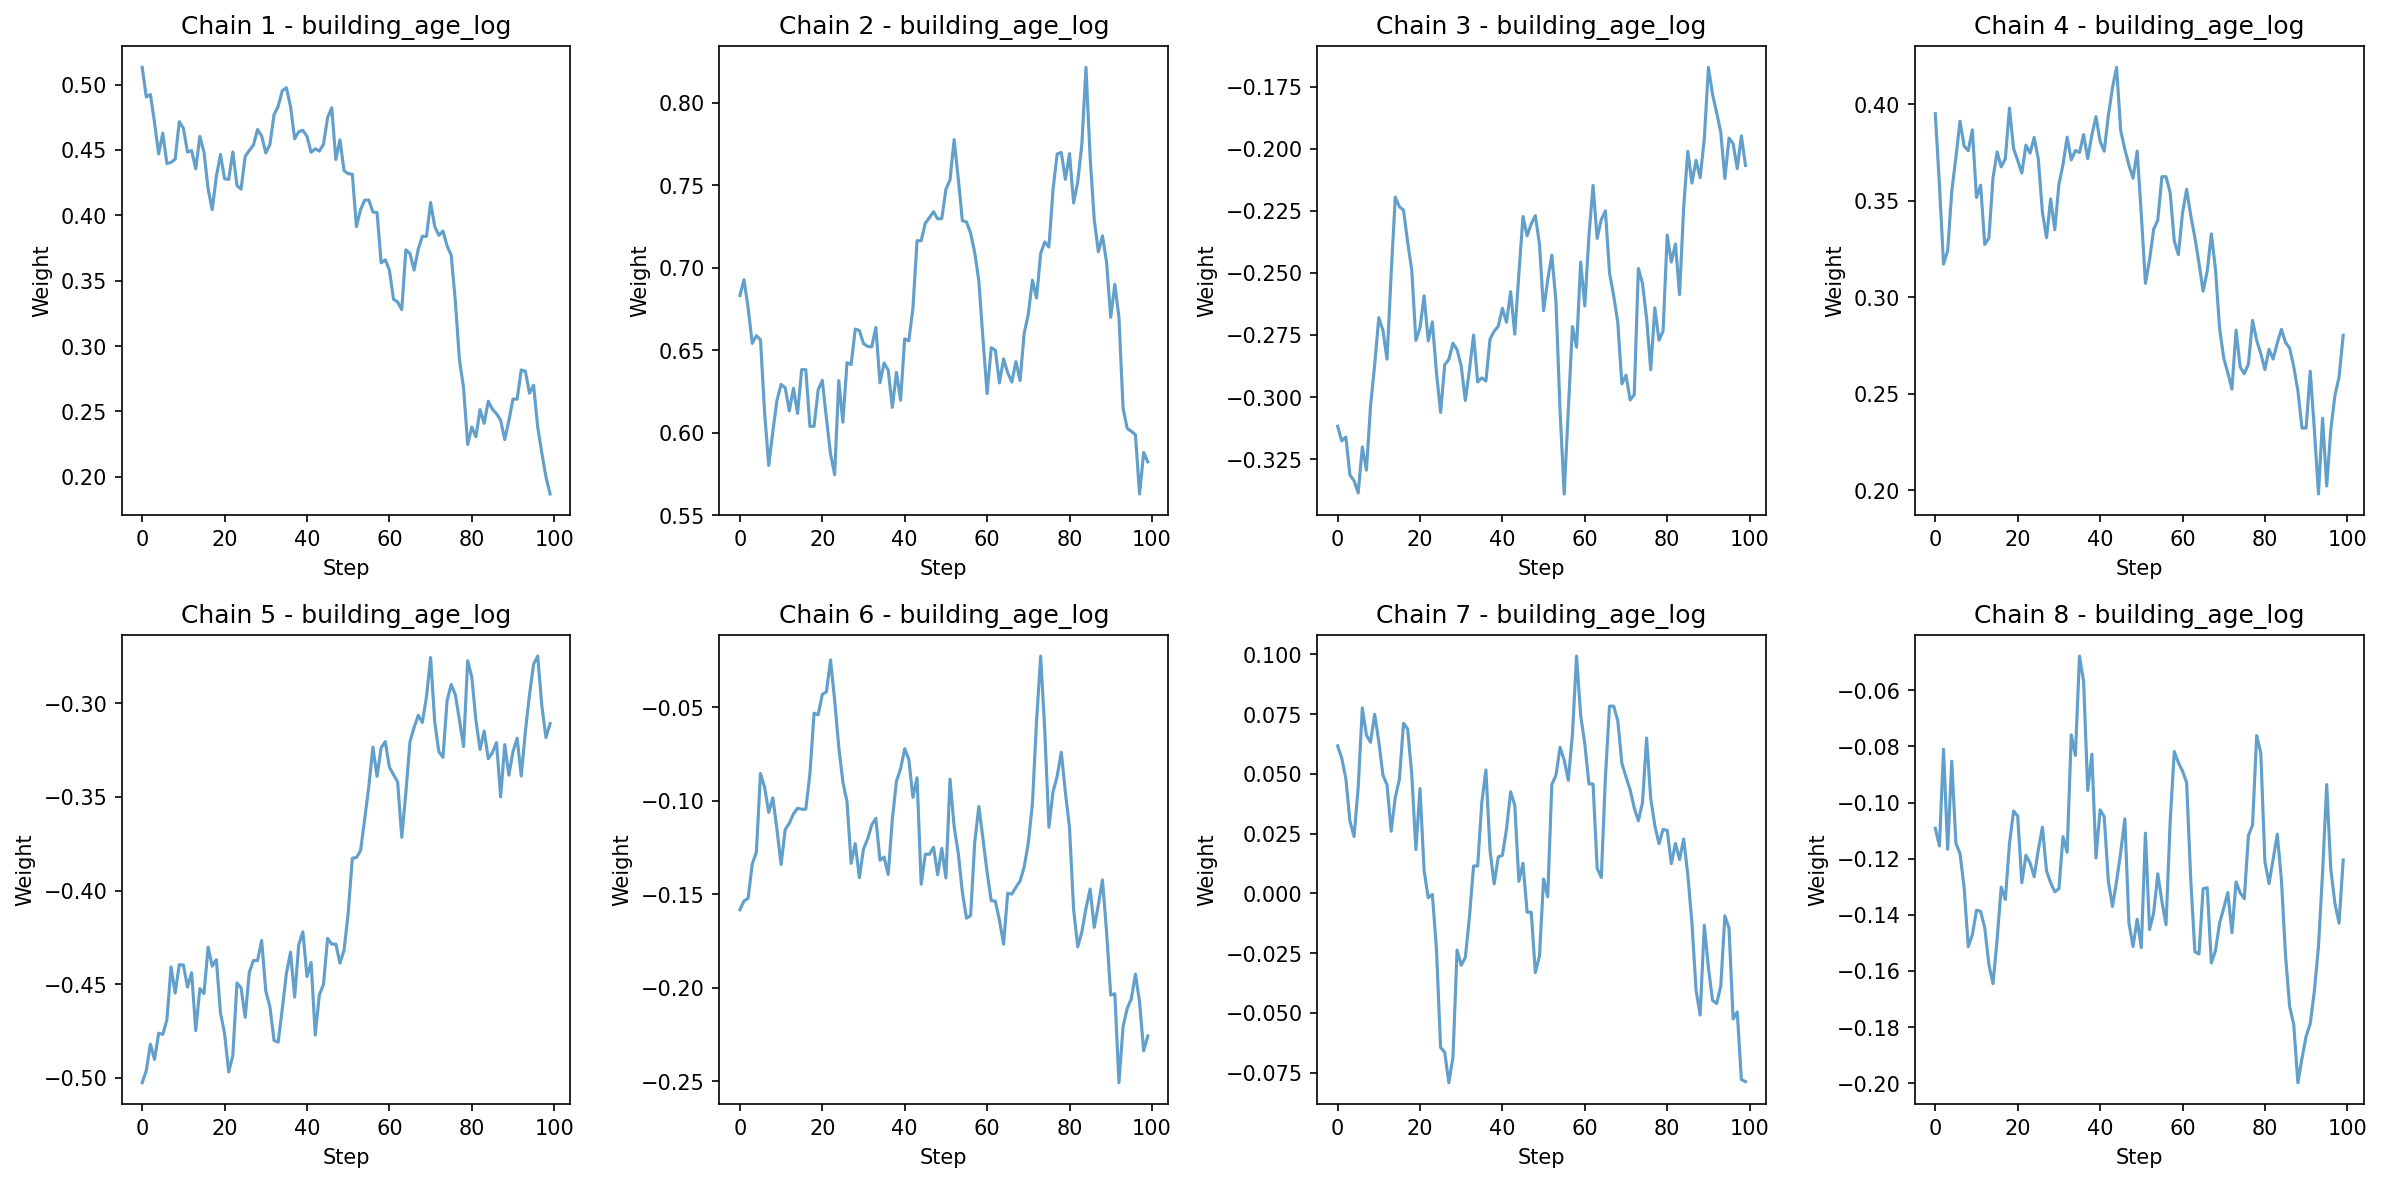 Chain 1 - building_age_log
Chain 2 - building_age_log
Chain 3 - building_age_log
Chain 4 - building_age_log
Weight
0.50
0.45
0.40
0.35
0.30
0.25
0.20
0 20 40 60 80 100
Step
Weight
0.80
0.75
0.70
0.65
0.60
0.55
0 20 40 60 80 100
Step
Weight
−0.175
−0.200
−0.225
−0.250
−0.275
−0.300
−0.325
0 20 40 60 80 100
Step
Weight
0.40
0.35
0.30
0.25
0.20
0 20 40 60 80 100
Step
Chain 5 - building_age_log
Chain 6 - building_age_log
Chain 7 - building_age_log
Chain 8 - building_age_log
Weight
−0.30
−0.35
−0.40
−0.45
−0.50
0 20 40 60 80 100
Step
Weight
−0.05
−0.10
−0.15
−0.20
−0.25
0 20 40 60 80 100
Step
Weight
0.100
0.075
0.050
0.025
0.000
−0.025
−0.050
−0.075
0 20 40 60 80 100
Step
Weight
−0.06
−0.08
−0.10
−0.12
−0.14
−0.16
−0.18
−0.20
0 20 40 60 80 100
Step